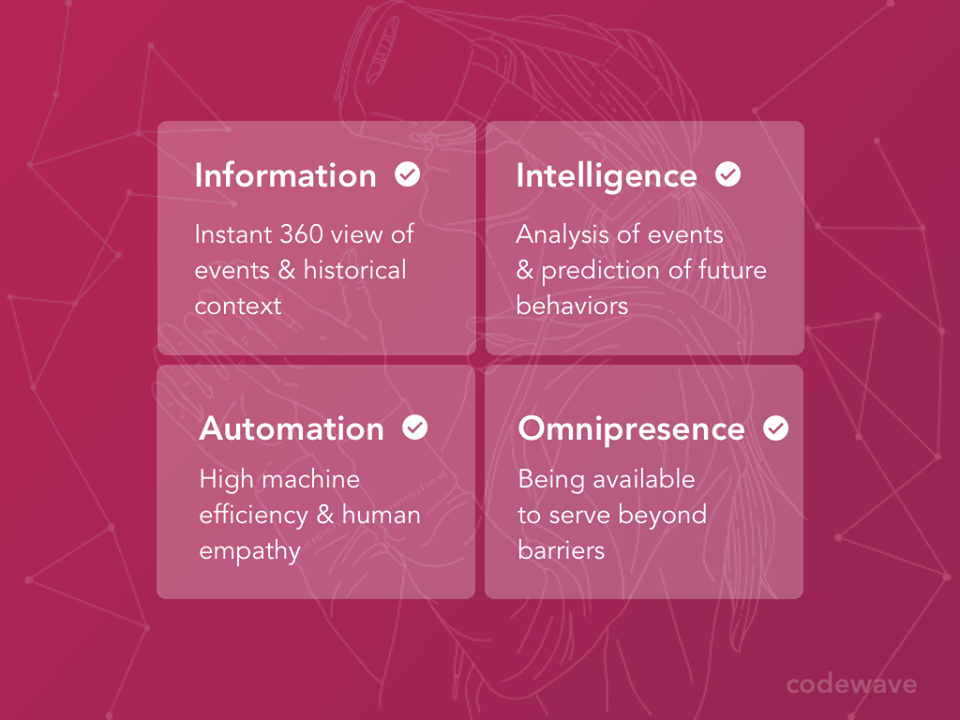 Information
Instant 360 view of
events & historical
context
Intelligence
Analysis of events
& prediction of future
behaviors
Automation
High machine
efficiency & human
empathy
Omnipresence
Being available
to serve beyond
barriers
codewave